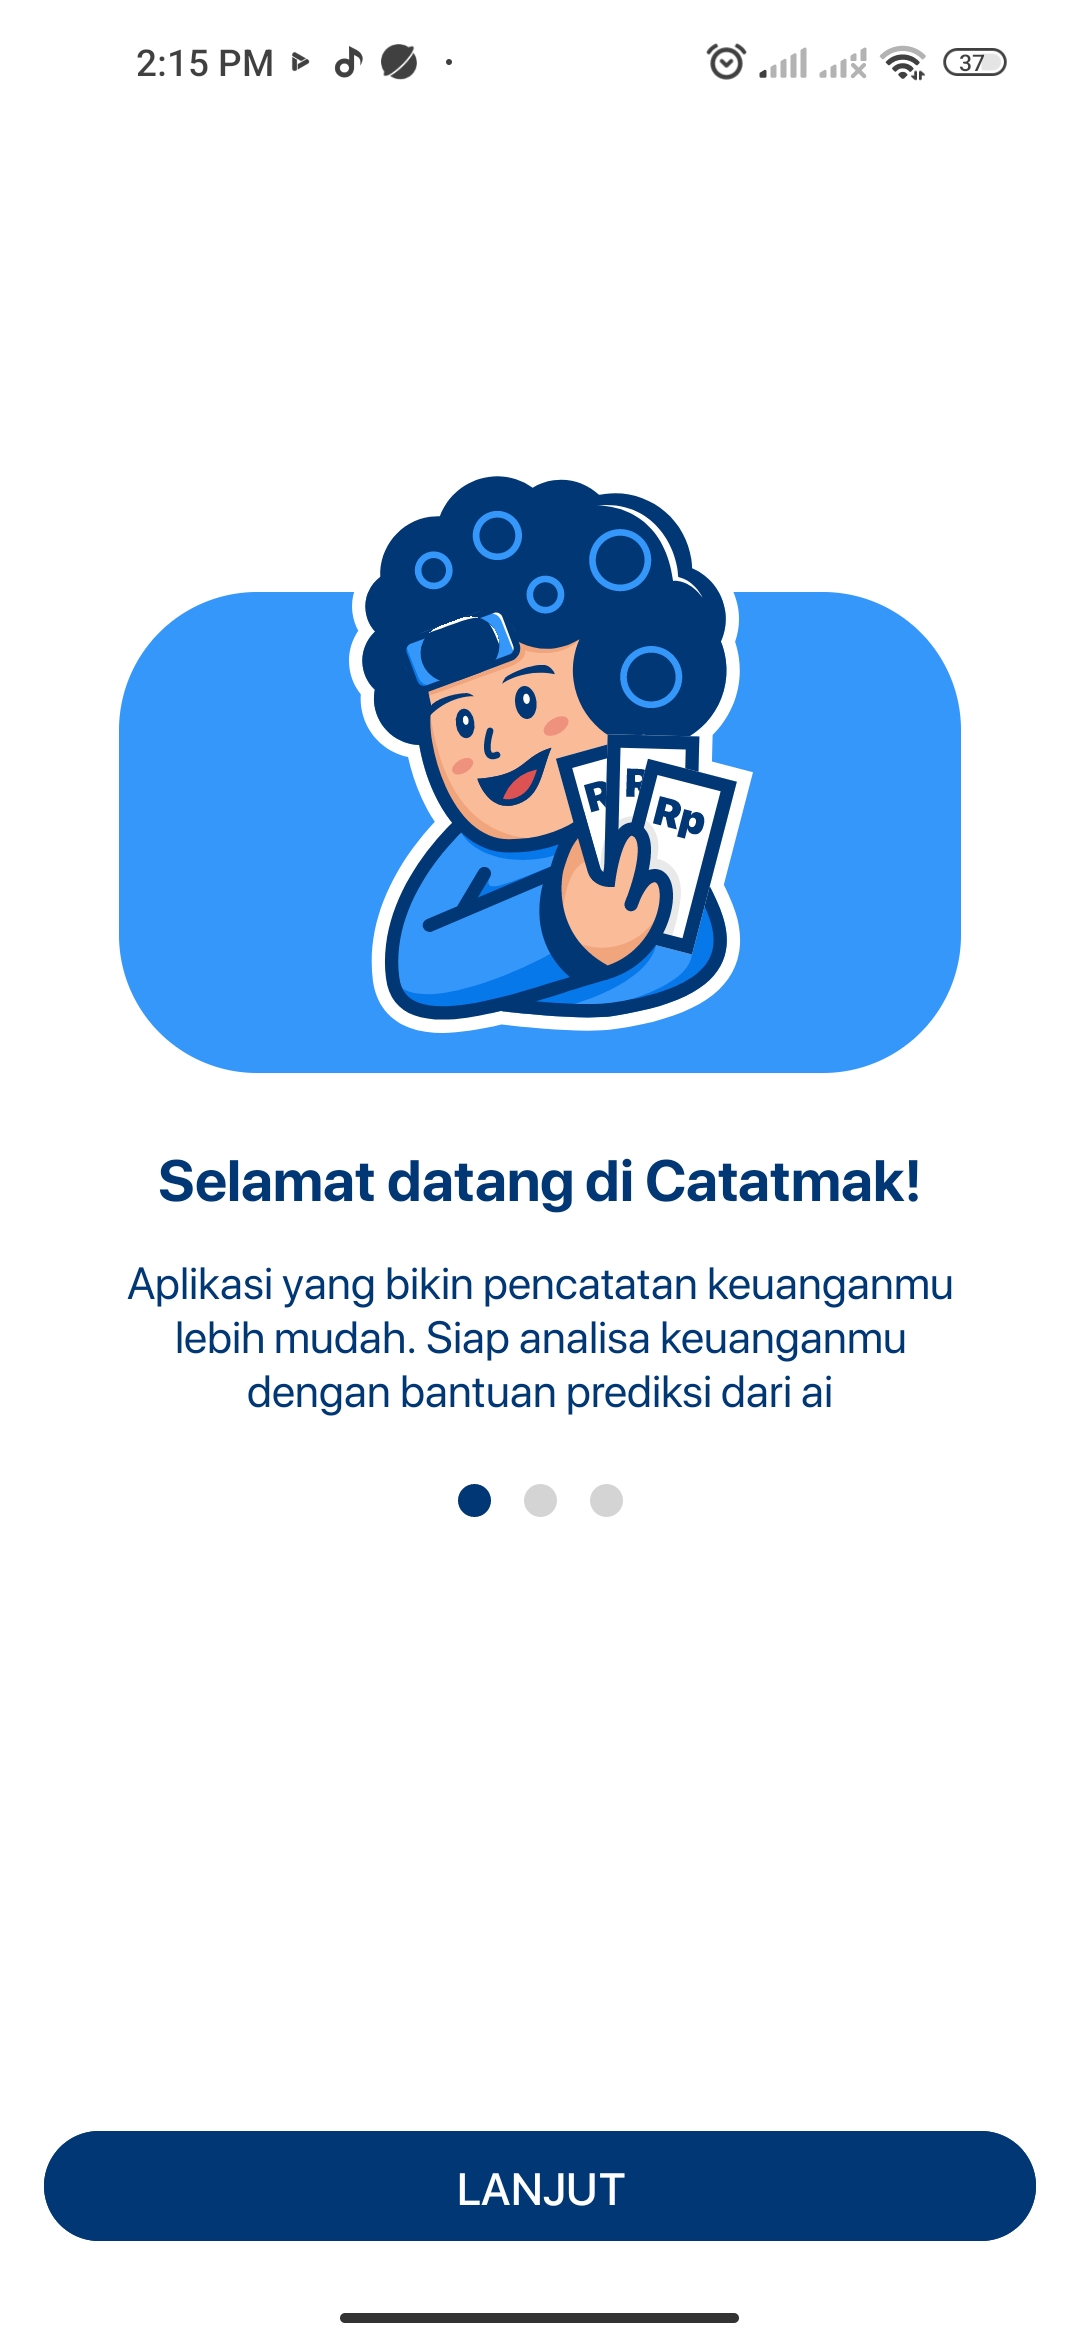 2:15 PM
37
R
R
Rp
Selamat datang di Catatmak!
Aplikasi yang bikin pencatatan keuanganmu
lebih mudah. Siap analisa keuanganmu
dengan bantuan prediksi dari ai
LANJUT